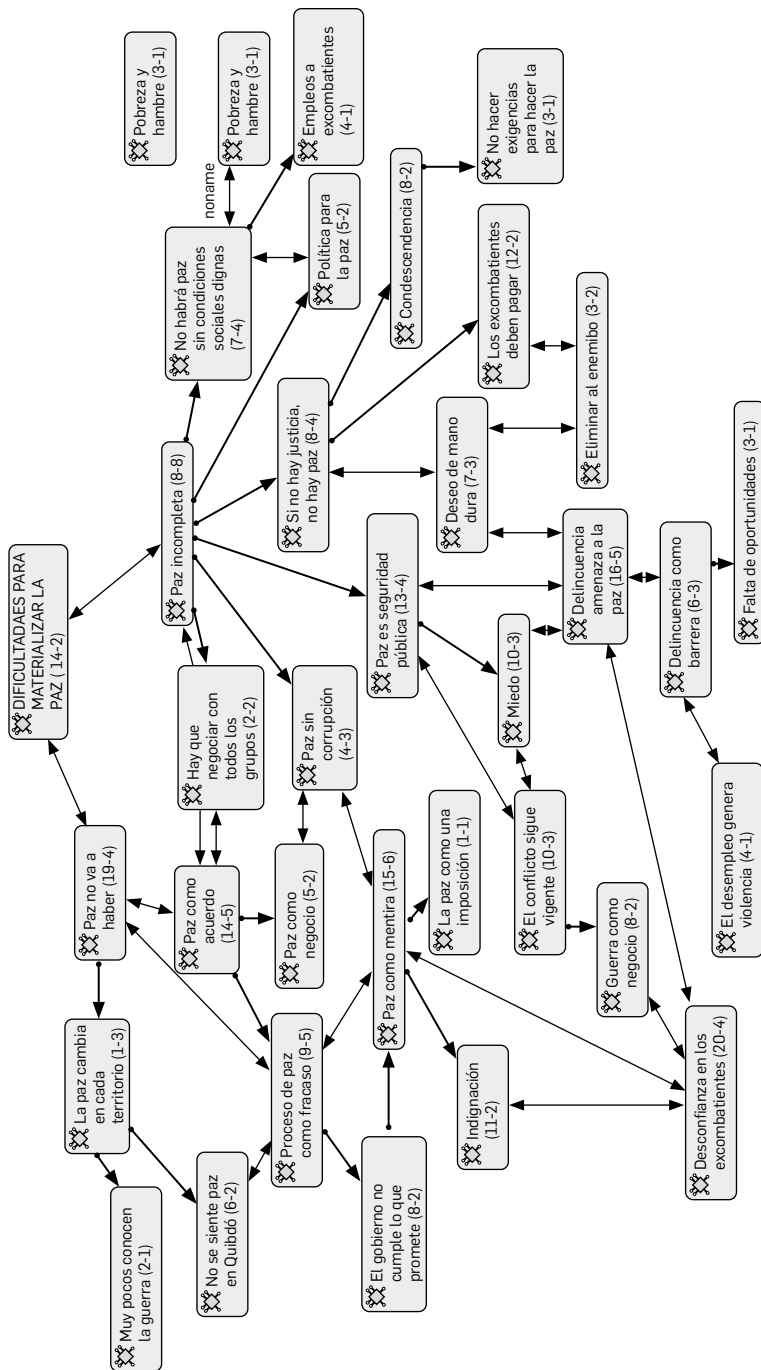 DIFICULTADAES PARA
MATERIALIZAR LA
PAZ ( 14-2)
Paz no va a
haber (19-4)
Paz incompleta (8-8)
La paz cambia
en cada
territorio (1-3)
Muy pocos conocen
la guerra (2-1)
No se siente paz
en Quibdó (6-2)
Paz como
acuerdo
(14-5)
Hay que
negociar con
todos los
grupos (2-2)
No habrá paz
sin condiciones
sociales dignas
(7-4)
noname
Pobreza y
hambre (3-1)
Pobreza y
hambre (3-1)
Empleos a
excombatientes
(4-1)
Política para
la paz (5-2)
Proceso de paz
como fracaso (9-5)
Paz como
negocio (5-2)
Paz sin
corrupción
(4-3)
Si no hay justicia,
no hay paz (8-4)
Condescendencia (8-2)
No hacer
exigencias
para hacer la
paz (3-1)
El gobierno no
cumple lo que
promete (8-2)
Paz como mentira (15-6)
Paz es seguridad
pública (13-4)
Deseo de mano
dura (7-3)
Los excombatientes
deben pagar (12-2)
Indignación
(11-2)
La paz como una
imposición (1-1)
El conflicto sigue
vigente (10-3)
Miedo (10-3)
Delincuencia
amenaza a la
paz (16-5)
Eliminar al enemibo (3-2)
Guerra como
negocio (8-2)
Desconfianza en los
excombatientes (20-4)
El desempleo genera
violencia (4-1)
Delincuencia como
barrera (6-3)
Falta de oportunidades (3-1)